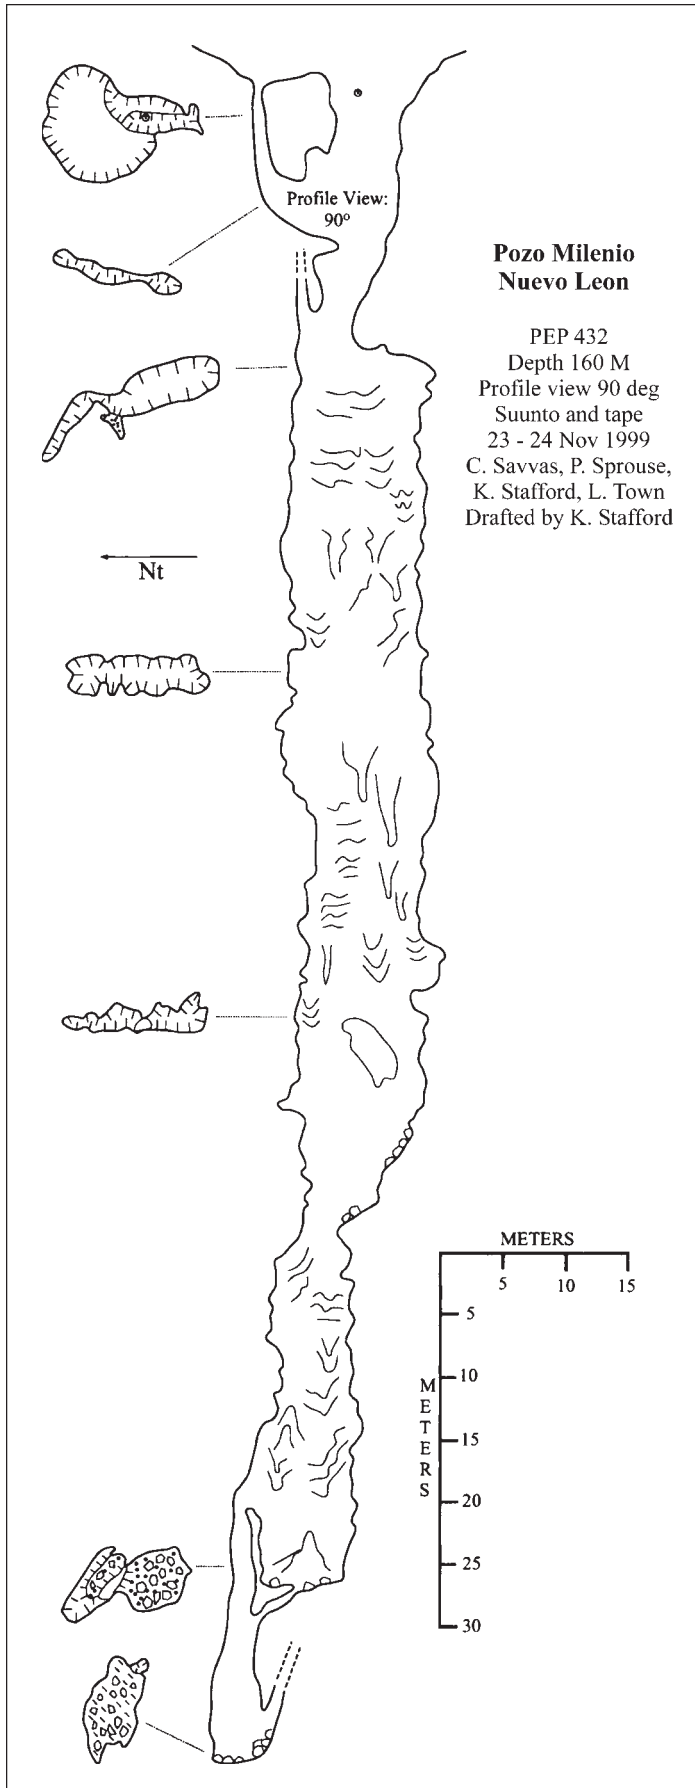 Profile View:
90º
Pozo Milenio
Nuevo Leon
PEP 432
Depth 160 M
Profile view 90 deg
Suunto and tape
23 - 24 Nov 1999
C. Savvas, P. Sprouse,
K. Stafford, L. Town
Drafted by K. Stafford
Nt
METERS
5 10 15
METERS
5
10
15
20
25
30